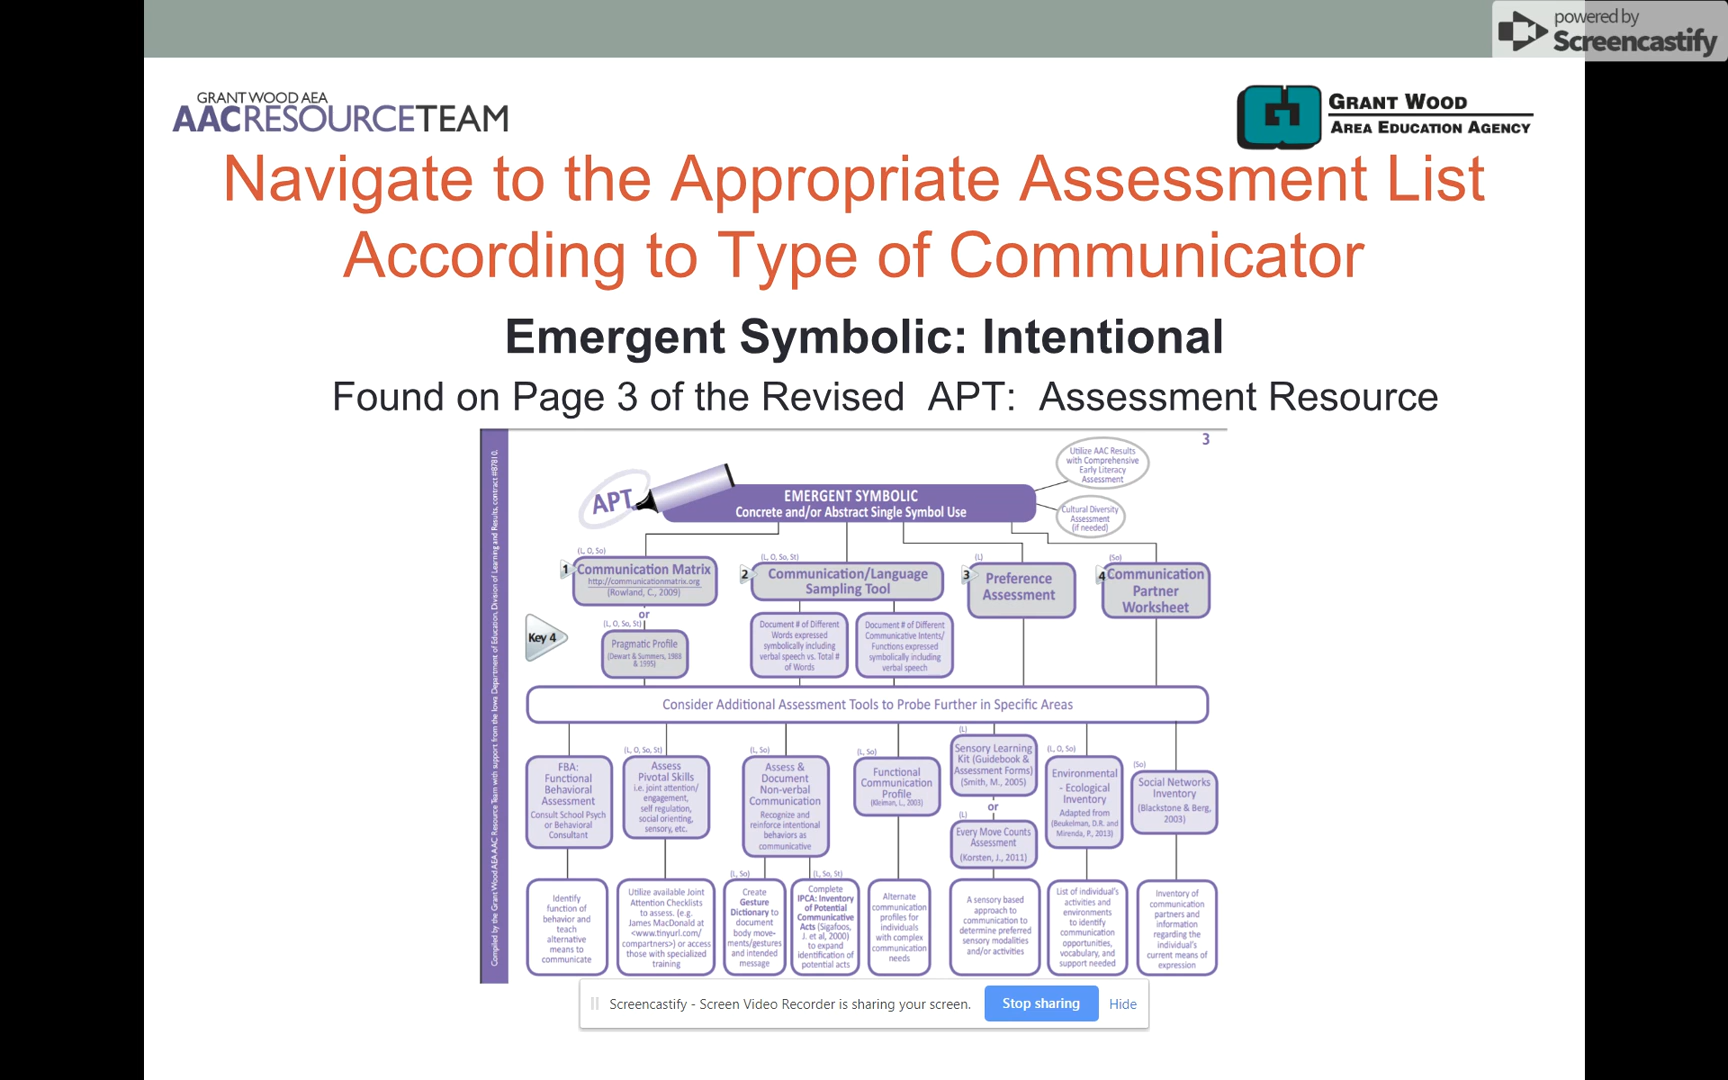 powered by
Screencastify
GRANT WOOD AEA
AACRESOURCETEAM
GRANT WOOD
AREA EDUCATION AGENCY
Navigate to the Appropriate Assessment List
According to Type of Communicator
Emergent Symbolic: Intentional
Found on Page 3 of the Revised APT: Assessment Resource
3
Compiled by the Grant Wood AEA AAC Resource Team with support from the Iowa Department of Education, Division of Learning and Results, contract #87810.
APT
EMERGENT SYMBOLIC
Concrete and/or Abstract Single Symbol Use
Utilize AAC Results
with Comprehensive
Early Literacy
Assessment
Cultural Diversity
Assessment
(if needed)
(L, O, So)
1
Communication Matrix
http://communicationmatrix.org
(Rowland, C., 2009)
or
(L, O, So, St)
Pragmatic Profile
(Dewart & Summers, 1988
& 1995)
Key 4
(L, O, So, St)
2
Communication/Language
Sampling Tool
Document # of Different
Words expressed
symbolically including
verbal speech vs. Total #
of Words
Document # of Different
Communicative Intents/
Functions expressed
symbolically including
verbal speech
(L)
3
Preference
Assessment
(So)
4
Communication
Partner
Worksheet
Consider Additional Assessment Tools to Probe Further in Specific Areas
FBA:
Functional
Behavioral
Assessment
Consult School Psych
or Behavioral
Consultant
Identify
function of
behavior and
teach
alternative
means to
communicate
(L, O, So, St)
Assess
Pivotal Skills
i.e. joint attention/
engagement,
self regulation,
social orienting,
sensory, etc.
Utilize available Joint
Attention Checklists
to assess. (e.g.
James MacDonald at
<www.tinyurl.com/
compartners>) or access
those with specialized
training
(L, So)
Assess &
Document
Non-verbal
Communication
Recognize and
reinforce intentional
behaviors as
communicative
(L, So)
Create
Gesture
Dictionary to
document
body move-
ments/gestures
and intended
message
(L, So, St)
Complete
IPCA: Inventory
of Potential
Communicative
Acts (Sigafoos,
J. et al, 2000)
to expand
identification of
potential acts
(L, So)
Functional
Communication
Profile
(Kleiman, L., 2003)
Alternate
communication
profiles for
individuals
with complex
communication
needs
(L)
Sensory Learning
Kit (Guidebook &
Assessment Forms)
(Smith, M., 2005)
or
(L)
Every Move Counts
Assessment
(Korsten, J., 2011)
A sensory based
approach to
communication to
determine preferred
sensory modalities
and/or activities
(L, O, So)
Environmental
- Ecological
Inventory
Adapted from
(Beukelman, D.R. and
Mirenda, P., 2013)
List of individual's
activities and
environments
to identify
communication
opportunities,
vocabulary, and
support needed
(So)
Social Networks
Inventory
(Blackstone & Berg,
2003)
Inventory of
communication
partners and
information
regarding the
individual's
current means of
expression
Screencastify - Screen Video Recorder is sharing your screen.
Stop sharing
Hide